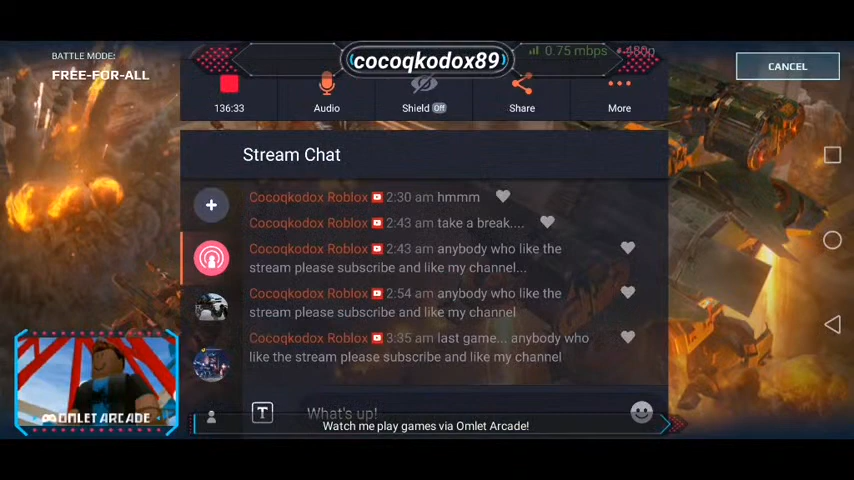 BATTLE MODE:
FREE-FOR-ALL
cocoqkodox89
0.75 mbps
480p
CANCEL
136:33
Audio
Shield Off
Share
More
Stream Chat
Cocoqkodox Roblox 2:30 am hmmm
Cocoqkodox Roblox 2:43 am take a break....
Cocoqkodox Roblox 2:43 am anybody who like the
stream please subscribe and like my channel...
Cocoqkodox Roblox 2:54 am anybody who like the
stream please subscribe and like my channel
Cocoqkodox Roblox 3:35 am last game... anybody who
like the stream please subscribe and like my channel
T
What's up!
OMLET ARCADE
Watch me play games via Omlet Arcade!